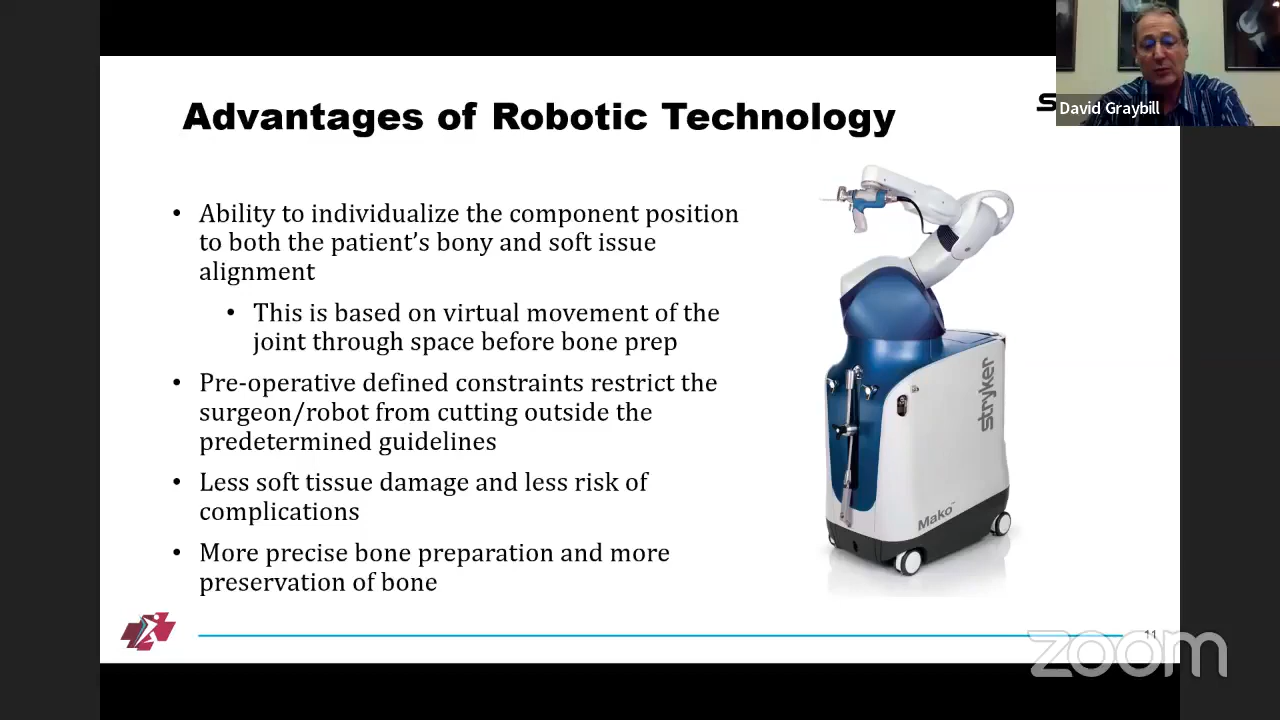 Advantages of Robotic Technology
S
David Graybill
• Ability to individualize the component position
to both the patient's bony and soft issue
alignment
• This is based on virtual movement of the
joint through space before bone prep
• Pre-operative defined constraints restrict the
surgeon/robot from cutting outside the
predetermined guidelines
• Less soft tissue damage and less risk of
complications
• More precise bone preparation and more
preservation of bone
stryker
Mako™
11
zoom